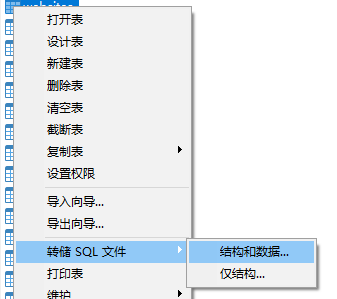 websites
打开表
设计表
新建表
删除表
清空表
截断表
复制表
设置权限
导入向导...
导出向导...
转储 SQL 文件
结构和数据...
仅结构...
打印表
维护